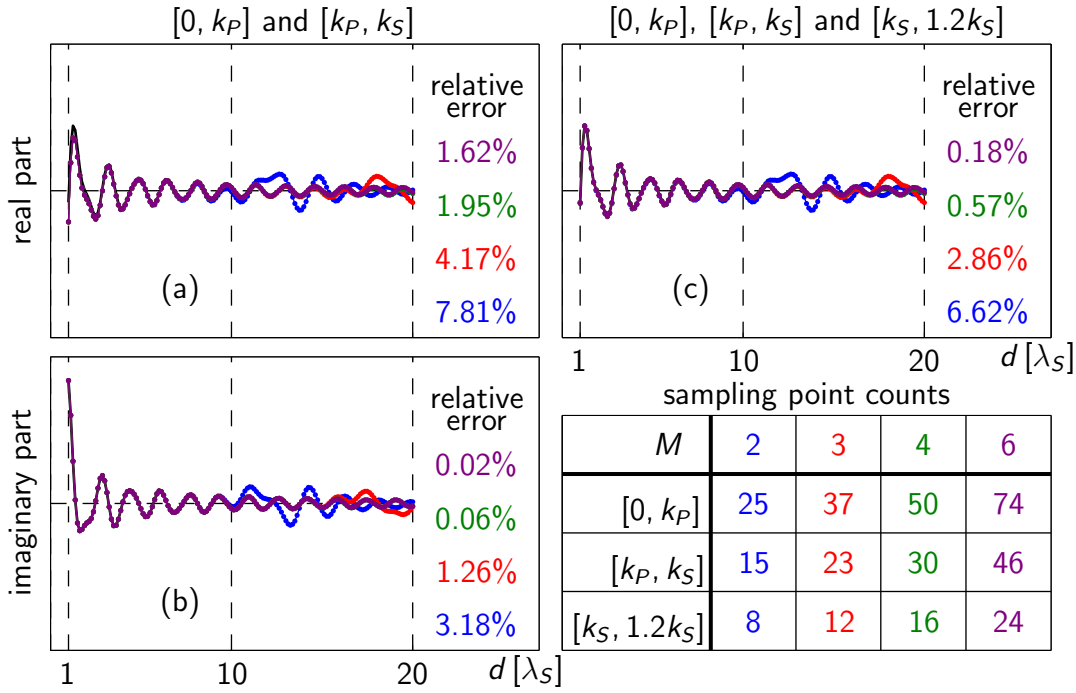 [0, k_P] and [k_P, k_S]
real part
relative
error
1.62%
1.95%
4.17%
7.81%
(a)
[0, k_P], [k_P, k_S] and [k_S, 1.2k_S]
relative
error
0.18%
0.57%
2.86%
6.62%
(c)
1 10 20 d [λ_S]
imaginary part
relative
error
0.02%
0.06%
1.26%
3.18%
(b)
1 10 20 d [λ_S]
sampling point counts
M 2 3 4 6
[0, k_P] 25 37 50 74
[k_P, k_S] 15 23 30 46
[k_S, 1.2k_S] 8 12 16 24